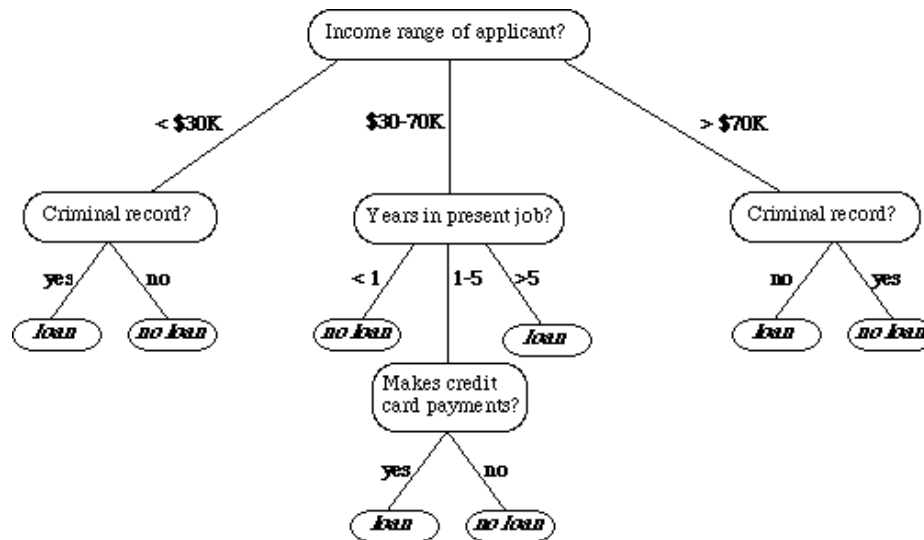 Income range of applicant?
< $30K
$30-70K
> $70K
Criminal record?
Years in present job?
Criminal record?
yes
no
< 1
1-5
>5
no
yes
loan
no loan
no loan
loan
loan
no loan
Makes credit
card payments?
yes
no
loan
no loan